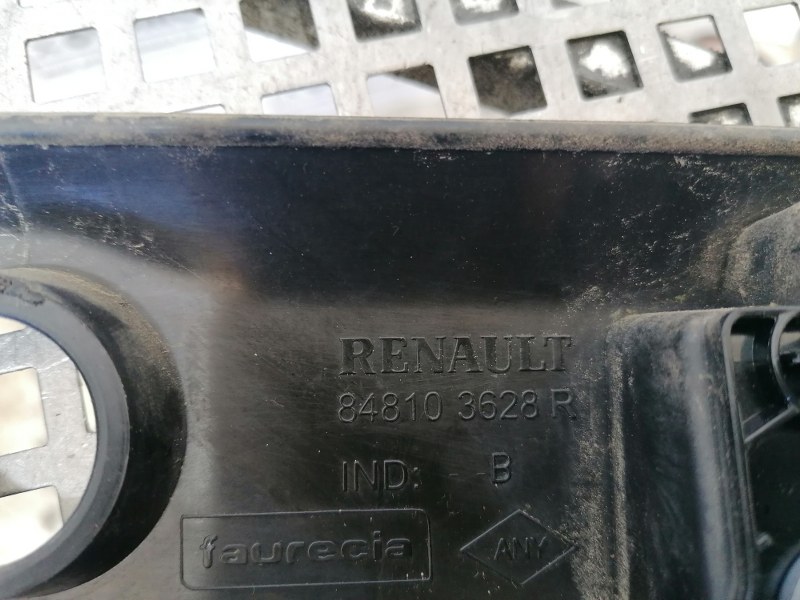 RENAULT
84810 3628 R
IND: B
faurecia
ANY